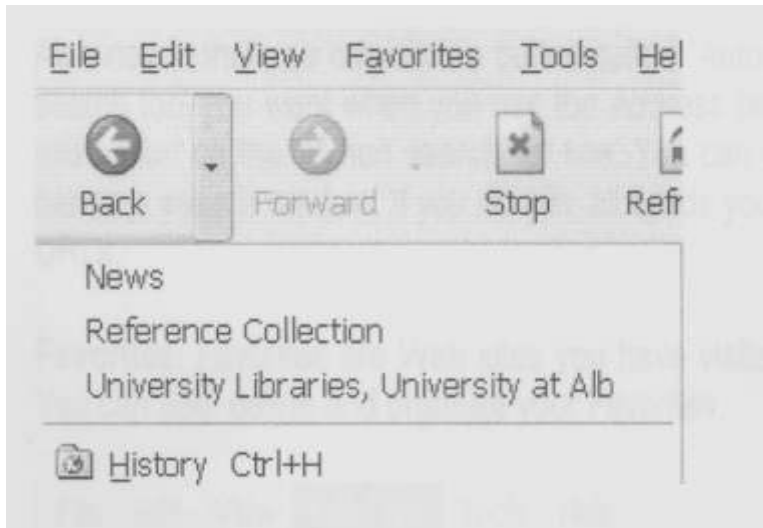 File Edit View Favorites Tools Hel
Back Forward Stop Refr
News
Reference Collection
University Libraries, University at Alb
History Ctrl+H